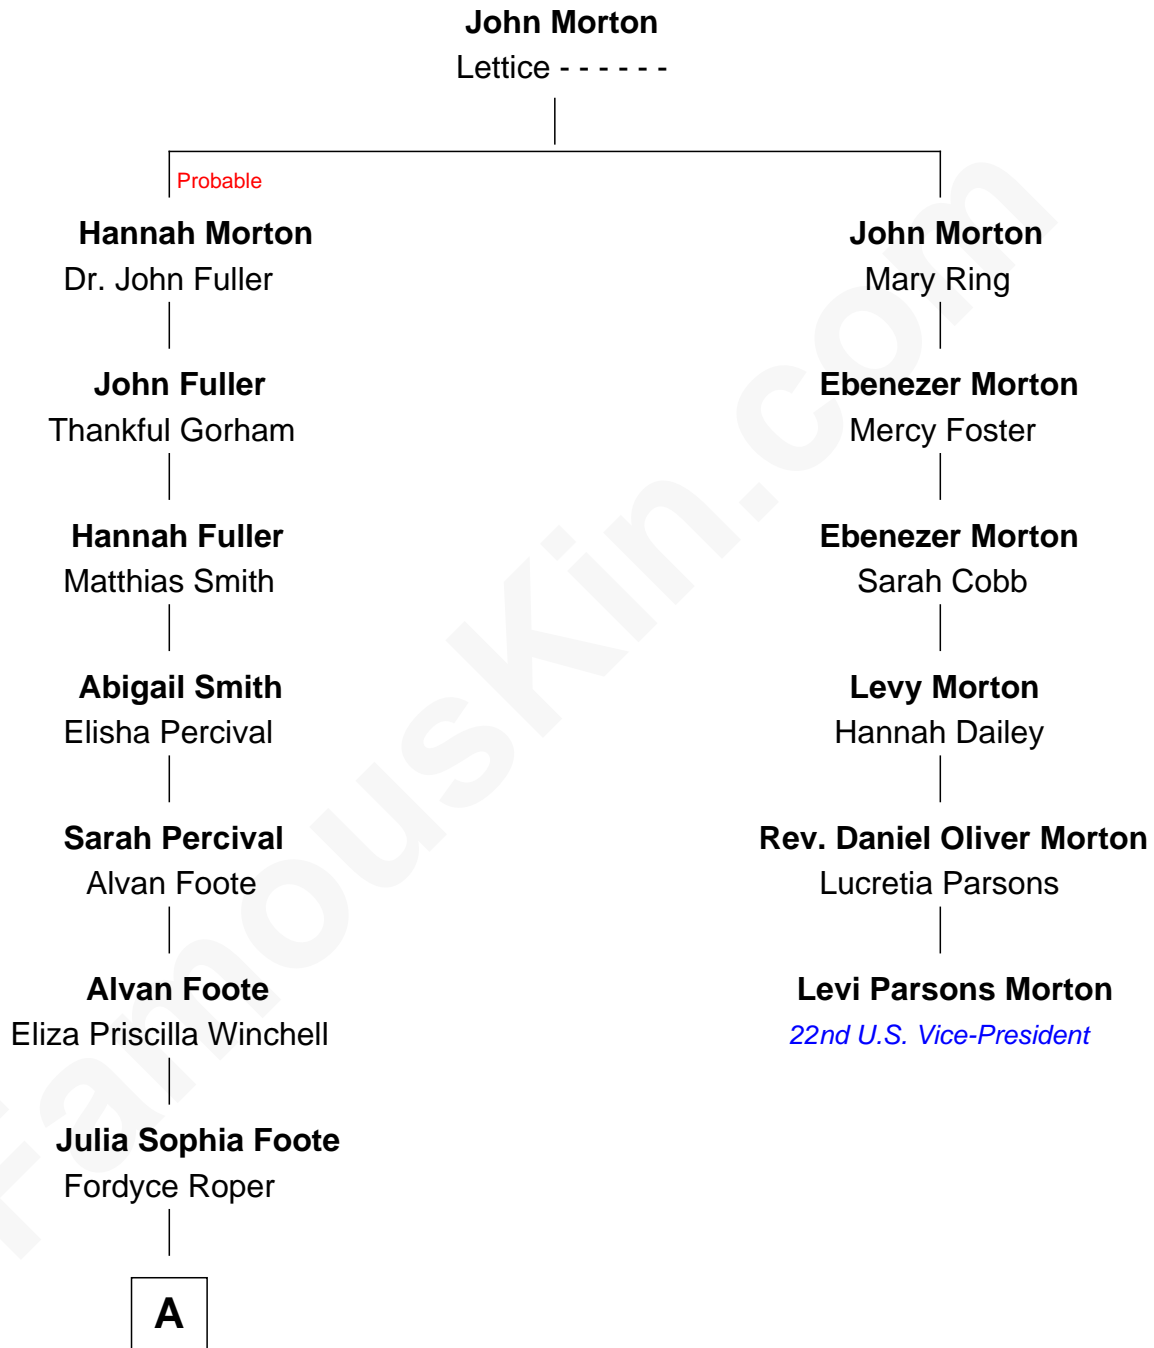 John Morton
Lettice - - - - - -
Probable
Hannah Morton
Dr. John Fuller
John Fuller
Thankful Gorham
Hannah Fuller
Matthias Smith
Abigail Smith
Elisha Percival
Sarah Percival
Alvan Foote
Alvan Foote
Eliza Priscilla Winchell
Julia Sophia Foote
Fordyce Roper
A
John Morton
Mary Ring
Ebenezer Morton
Mercy Foster
Ebenezer Morton
Sarah Cobb
Levy Morton
Hannah Dailey
Rev. Daniel Oliver Morton
Lucretia Parsons
Levi Parsons Morton
22nd U.S. Vice-President
FamousKin.com